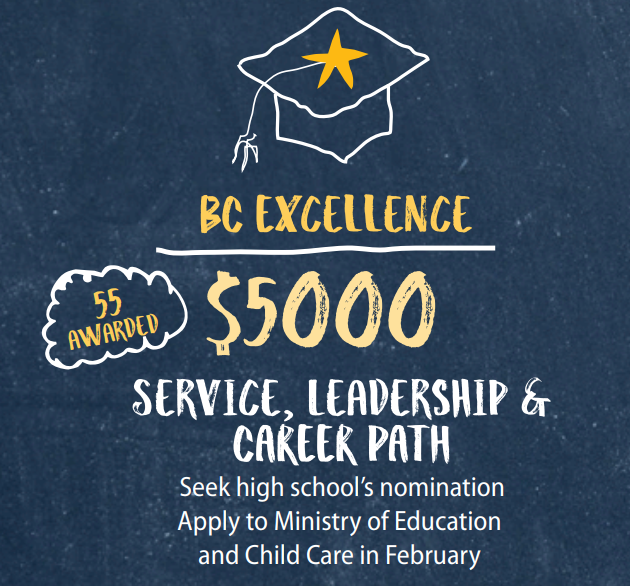 BC EXCELLENCE
55
AWARDED
$5000
SERVICE, LEADERSHIP &
CAREER PATH
Seek high school's nomination
Apply to Ministry of Education
and Child Care in February